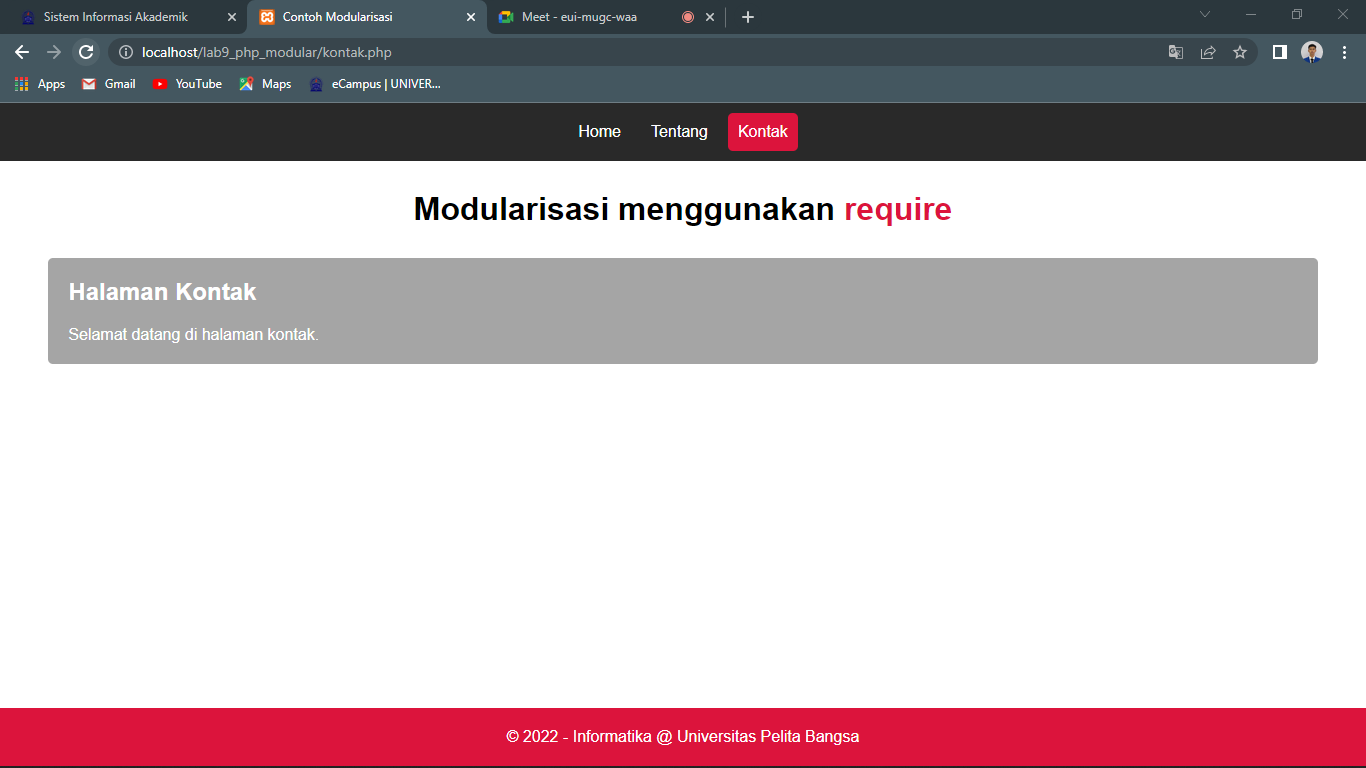 Sistem Informasi Akademik
Contoh Modularisasi
Meet - eui-mugc-waa
localhost/lab9_php_modular/kontak.php
Apps Gmail YouTube Maps eCampus | UNIVER...
Home Tentang Kontak
Modularisasi menggunakan require
Halaman Kontak
Selamat datang di halaman kontak.
© 2022 - Informatika @ Universitas Pelita Bangsa